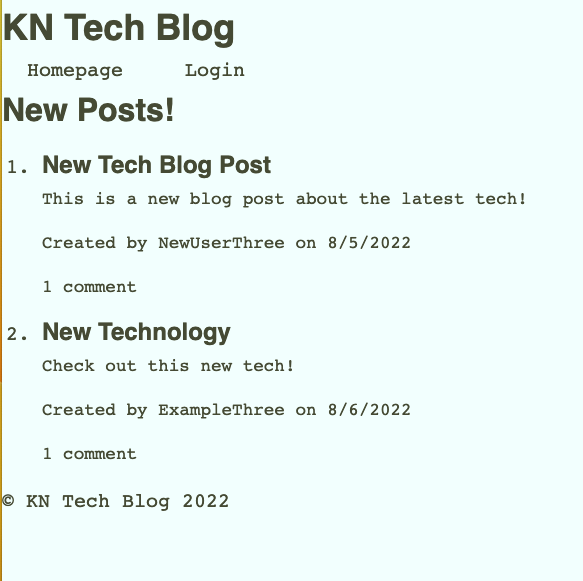 KN Tech Blog
Homepage Login
New Posts!
1. New Tech Blog Post
This is a new blog post about the latest tech!
Created by NewUserThree on 8/5/2022
1 comment
2. New Technology
Check out this new tech!
Created by ExampleThree on 8/6/2022
1 comment
© KN Tech Blog 2022